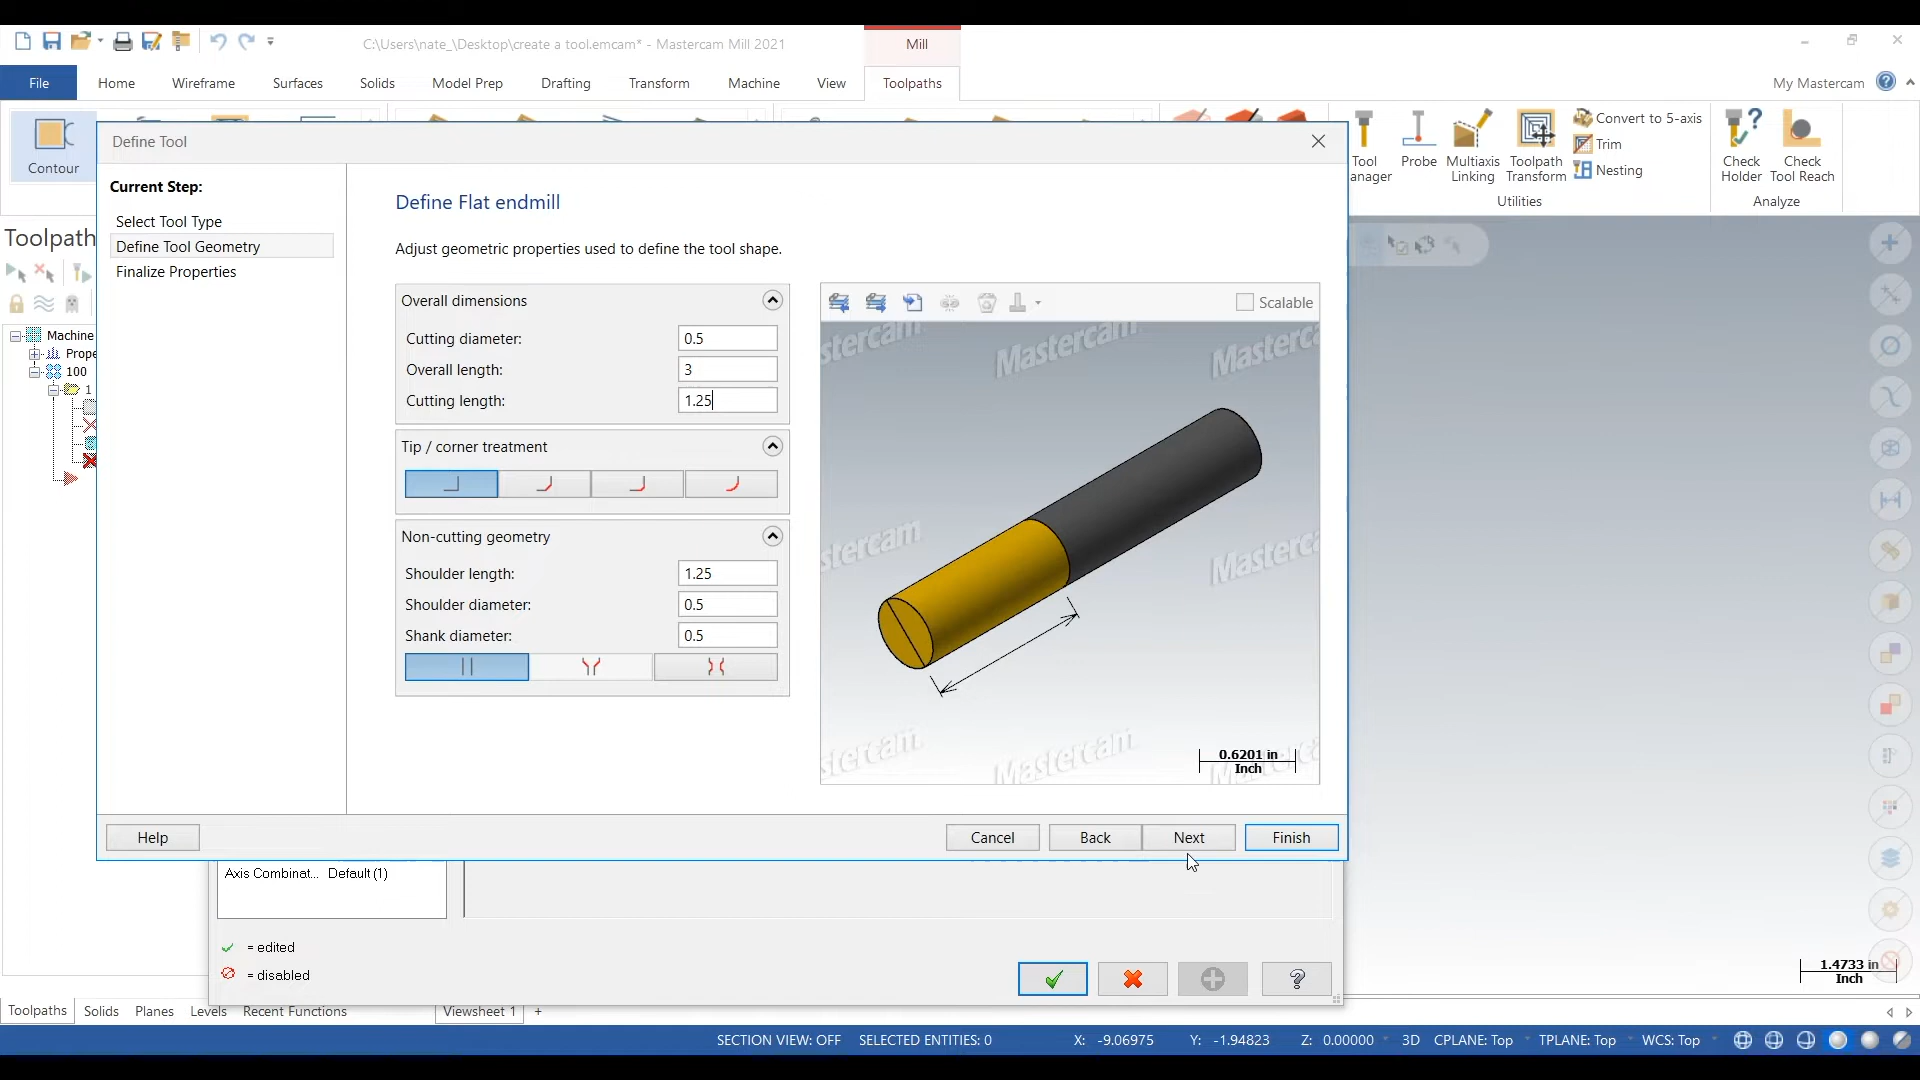 C:\Users\nate_\Desktop\create a tool.emcam* - Mastercam Mill 2021
Mill
File
Home
Wireframe
Surfaces
Solids
Model Prep
Drafting
Transform
Machine
View
Toolpaths
My Mastercam
Contour
anager
Tool
Probe
Multiaxis
Linking
Toolpath
Transform
Convert to 5-axis
Trim
Nesting
Utilities
Check
Holder
Check
Tool Reach
Analyze
Toolpath
Machine
Prope
100
1
Define Tool
Current Step:
Select Tool Type
Define Tool Geometry
Finalize Properties
Define Flat endmill
Adjust geometric properties used to define the tool shape.
Overall dimensions
Cutting diameter: 0.5
Overall length: 3
Cutting length: 1.25
Tip / corner treatment
Non-cutting geometry
Shoulder length: 1.25
Shoulder diameter: 0.5
Shank diameter: 0.5
Scalable
stercam.
Mastercam
Masterc
stercam
Masterca
stercam
Mastercam
0.6201 in
Inch
Help
Cancel
Back
Next
Finish
Axis Combinat... Default (1)
= edited
= disabled
1.4733 in
Inch
Toolpaths
Solids
Planes
Levels
Recent Functions
Viewsheet 1
+
SECTION VIEW: OFF SELECTED ENTITIES: 0 X: -9.06975 Y: -1.94823 Z: 0.00000 3D CPLANE: Top TPLANE: Top WCS: Top